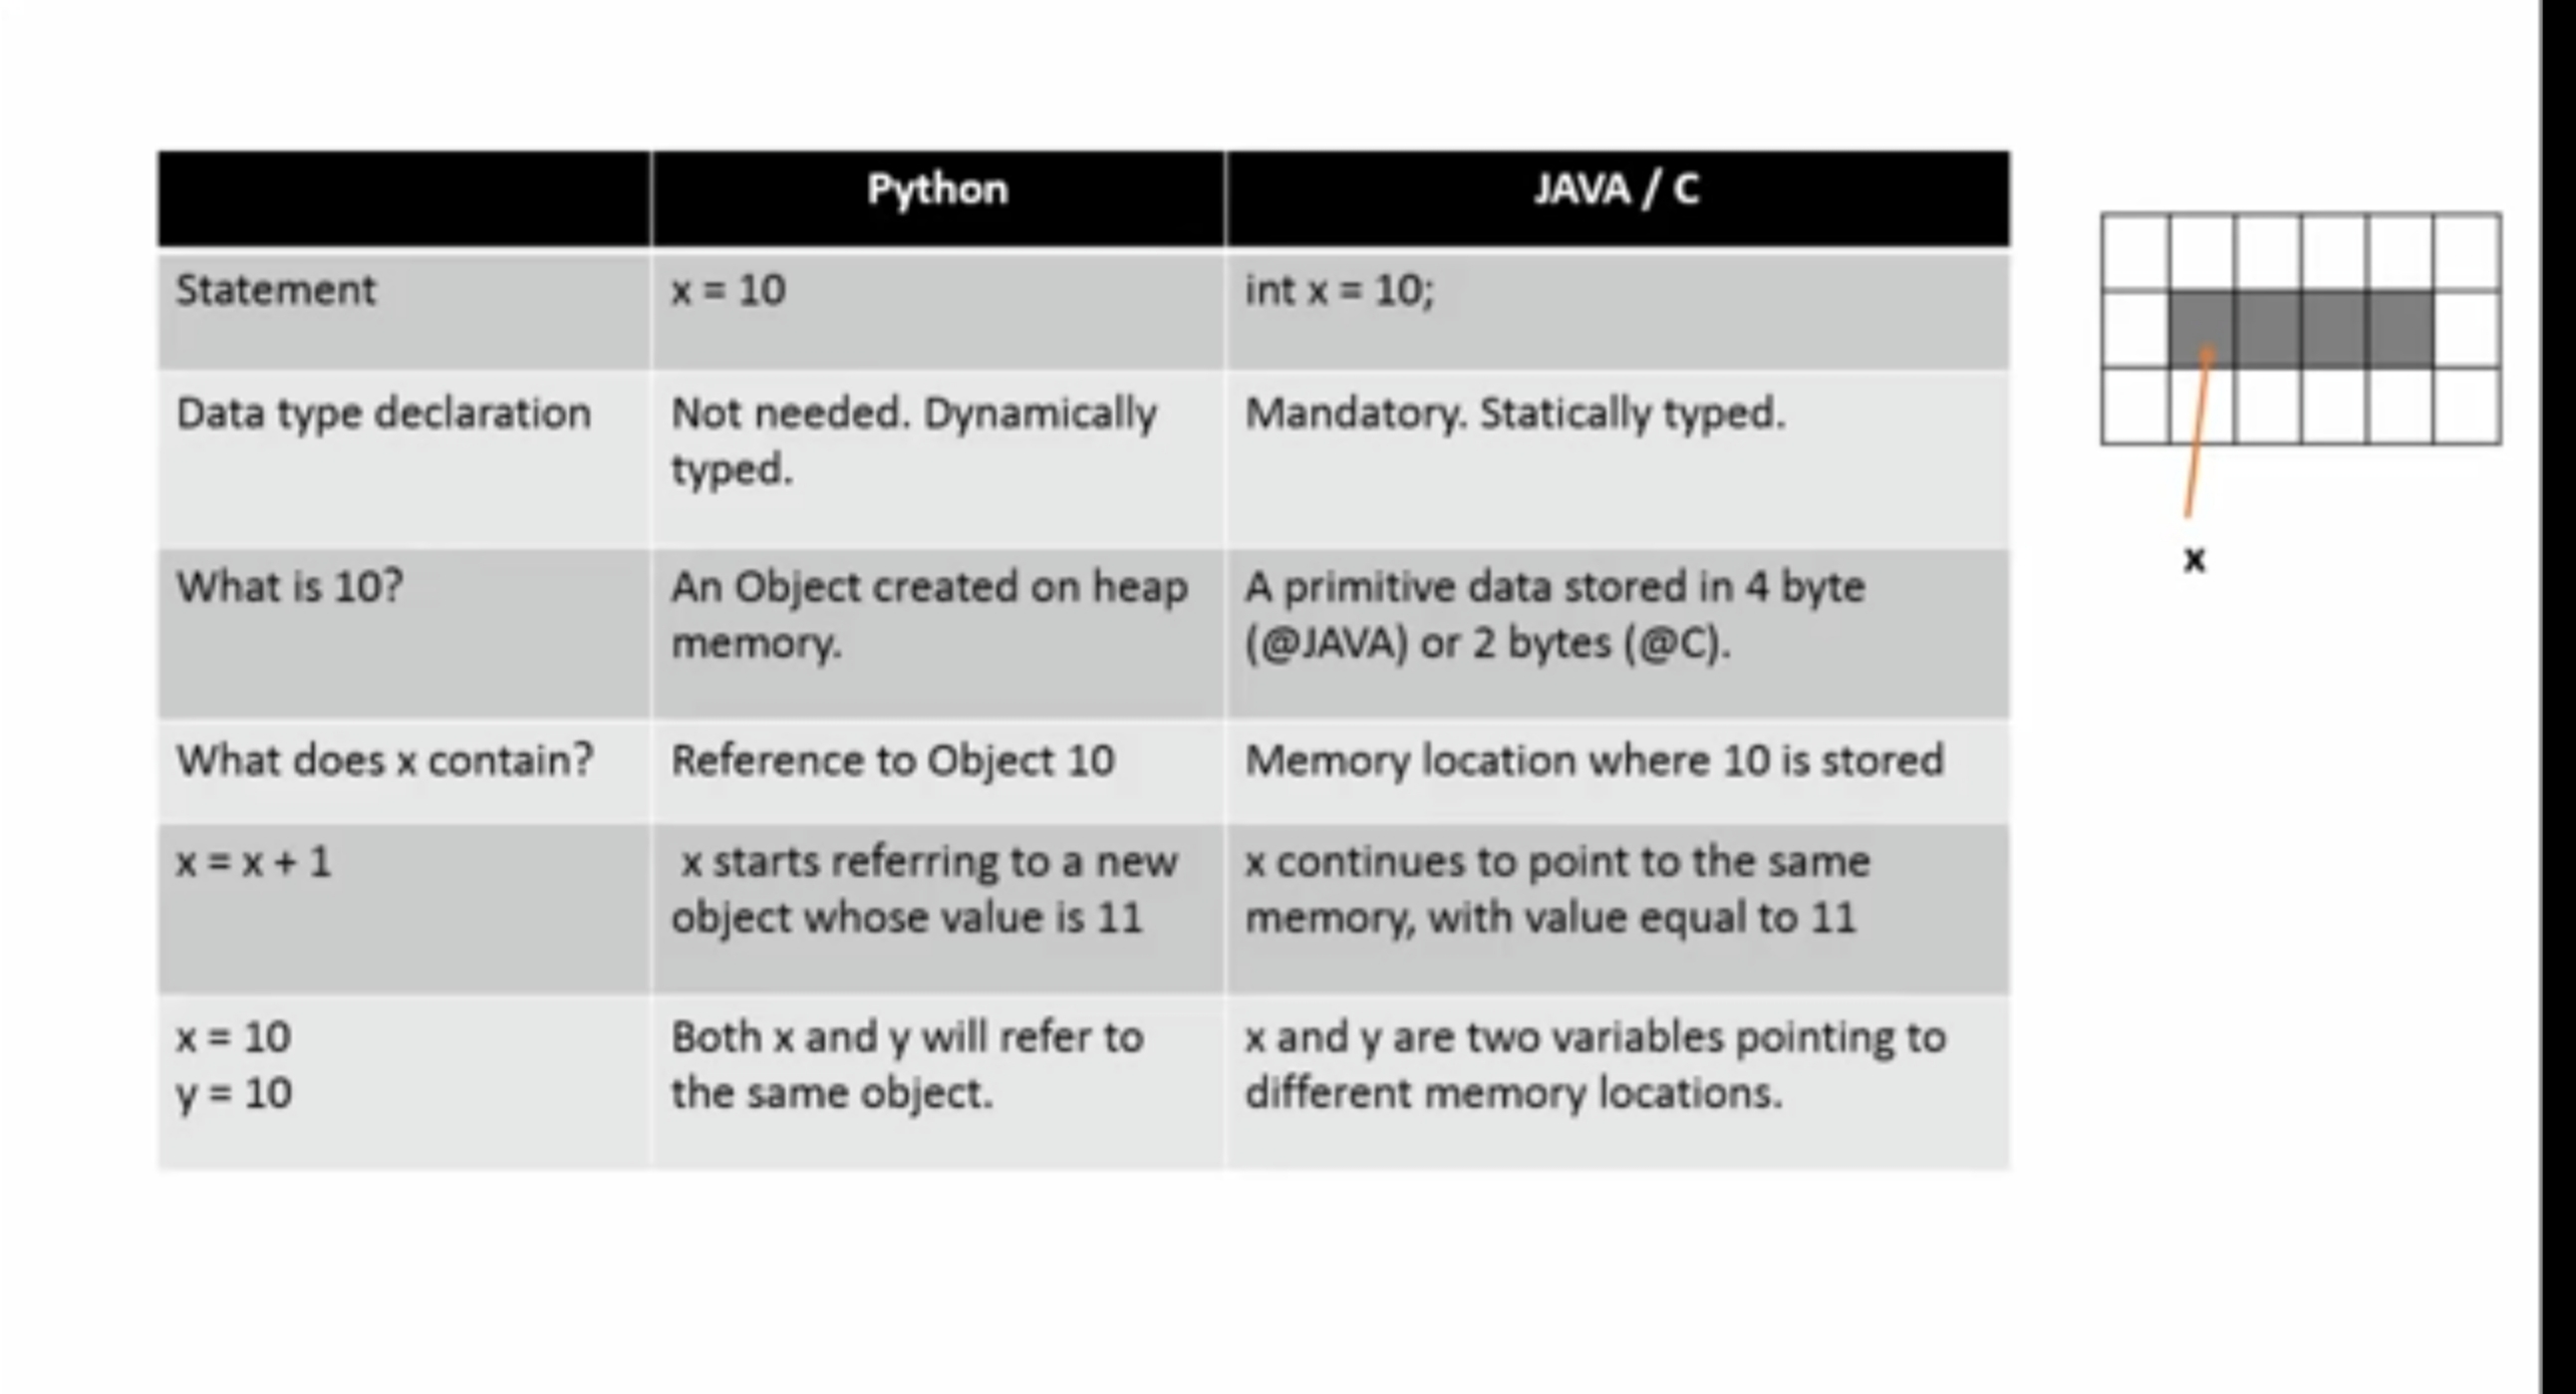 Python
JAVA / C
Statement
x = 10
int x = 10;
Data type declaration
Not needed. Dynamically
typed.
Mandatory. Statically typed.
What is 10?
An Object created on heap
memory.
A primitive data stored in 4 byte
(@JAVA) or 2 bytes (@C).
What does x contain?
Reference to Object 10
Memory location where 10 is stored
x = x + 1
x starts referring to a new
object whose value is 11
x continues to point to the same
memory, with value equal to 11
x = 10
y = 10
Both x and y will refer to
the same object.
x and y are two variables pointing to
different memory locations.
x